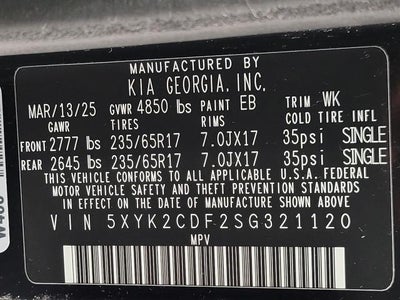 MANUFACTURED BY
KIA GEORGIA, INC.
MAR/13/25 GVWR 4850 lbs PAINT EB TRIM WK
GAWR TIRES RIMS COLD TIRE INFL
FRONT 2777 lbs 235/65R17 7.0JX17 35psi SINGLE
REAR 2645 lbs 235/65R17 7.0JX17 35psi SINGLE
THIS VEHICLE CONFORMS TO ALL APPLICABLE U.S.A. FEDERAL
MOTOR VEHICLE SAFETY, BUMPER, AND THEFT PREVENTION STANDARDS
IN EFFECT ON THE DATE OF MANUFACTURE SHOWN ABOVE.
VIN 5XYK2CDF2SG321120
MPV